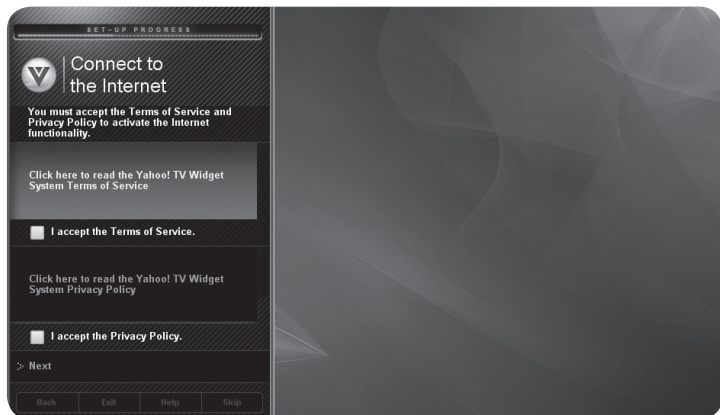 SET-UP PROGRESS
V
Connect to
the Internet
You must accept the Terms of Service and
Privacy Policy to activate the Internet
functionality.
Click here to read the Yahoo! TV Widget
System Terms of Service
I accept the Terms of Service.
Click here to read the Yahoo! TV Widget
System Privacy Policy
I accept the Privacy Policy.
Next
Back Exit Help Skip